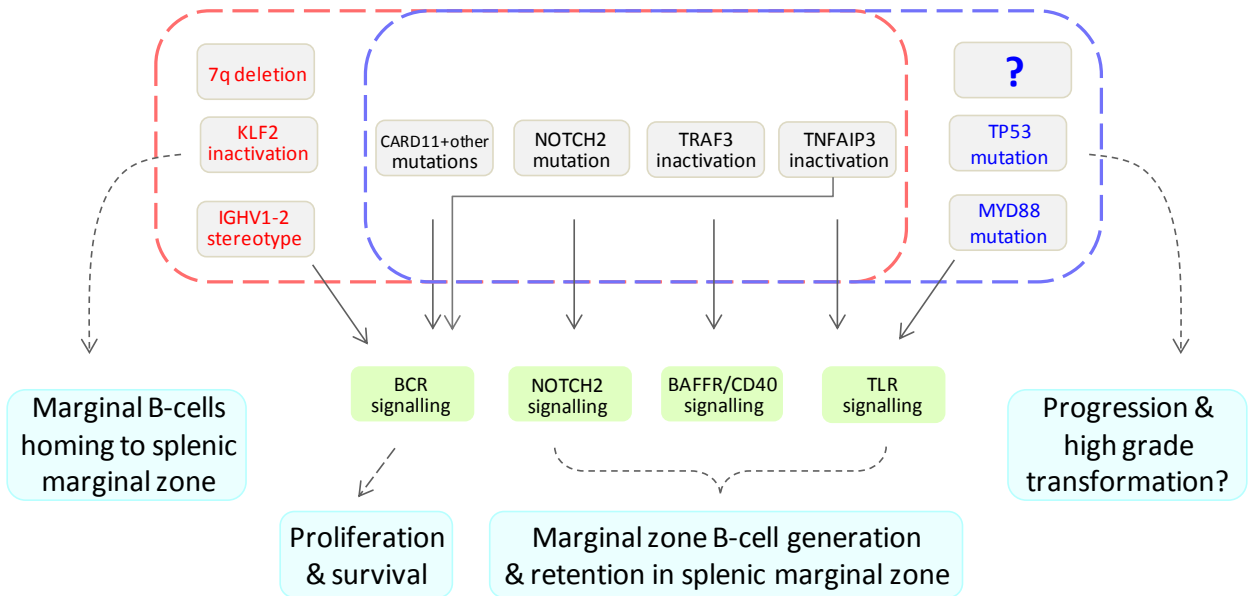 7q deletion
?
KLF2
inactivation
CARD11+other
mutations
NOTCH2
mutation
TRAF3
inactivation
TNFAIP3
inactivation
TP53
mutation
IGHV1-2
stereotype
MYD88
mutation
BCR
signalling
NOTCH2
signalling
BAFFR/CD40
signalling
TLR
signalling
Marginal B-cells
homing to splenic
marginal zone
Progression &
high grade
transformation?
Proliferation
& survival
Marginal zone B-cell generation
& retention in splenic marginal zone